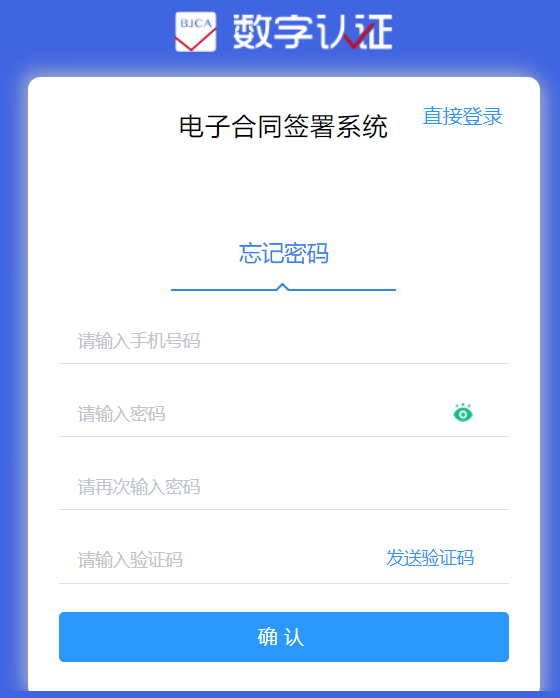 BJCA 数字认证
直接登录
电子合同签署系统
忘记密码
请输入手机号码
请输入密码
请再次输入密码
请输入验证码 发送验证码
确 认